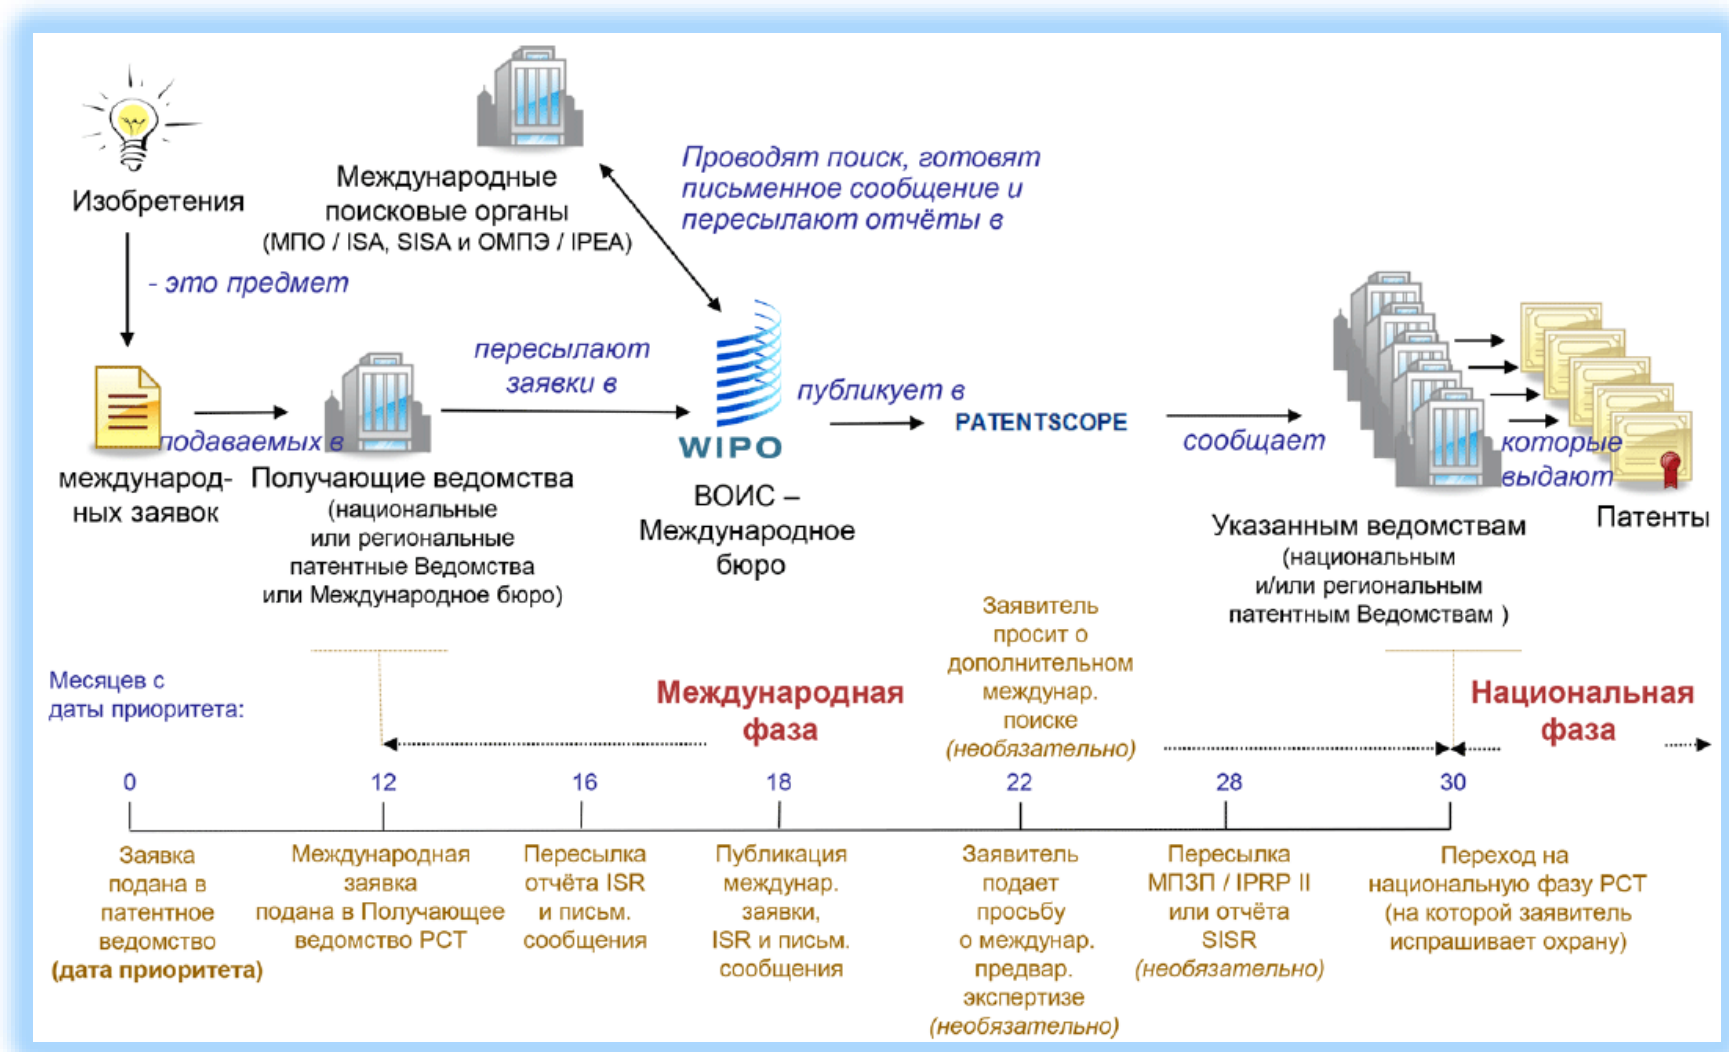 Изобретения
- это предмет
Международные
поисковые органы
(МПО / ISA, SISA и ОМПЭ / IPEA)
Проводят поиск, готовят
письменное сообщение и
пересылают отчёты в
международ-
ных заявок
подаваемых в
Получающие ведомства
(национальные
или региональные
патентные Ведомства
или Международное бюро)
пересылают
заявки в
WIPO
ВОИС –
Международное
бюро
публикует в
PATENTSCOPE
сообщает
Указанным ведомствам
(национальным
и/или региональным
патентным Ведомствам )
которые
выдают
Патенты
Месяцев с
даты приоритета:
Международная
фаза
Заявитель
просит о
дополнительном
междунар.
поиске
(необязательно)
Национальная
фаза
0
12
16
18
22
28
30
Заявка
подана в
патентное
ведомство
(дата приоритета)
Международная
заявка
подана в Получающее
ведомство РСТ
Пересылка
отчёта ISR
и письм.
сообщения
Публикация
междунар.
заявки,
ISR и письм.
сообщения
Заявитель
подает
просьбу
о междунар.
предвар.
экспертизе
(необязательно)
Пересылка
МПЗП / IPRP II
или отчёта
SISR
(необязательно)
Переход на
национальную фазу РСТ
(на которой заявитель
испрашивает охрану)